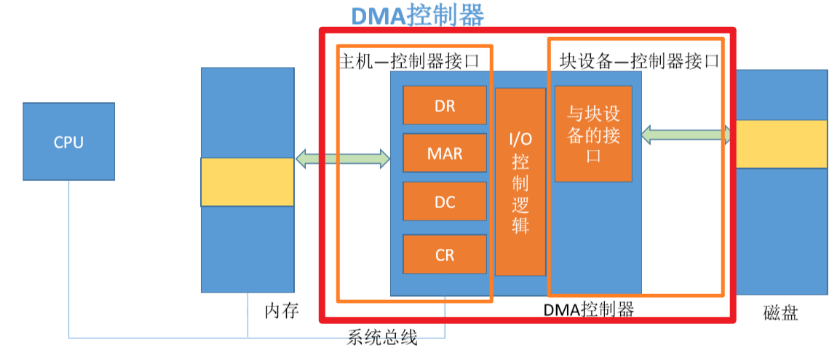 DMA控制器
主机—控制器接口
块设备—控制器接口
CPU
DR
MAR
DC
CR
I/O
控
制
逻
辑
与块设
备的接
口
内存
DMA控制器
磁盘
系统总线